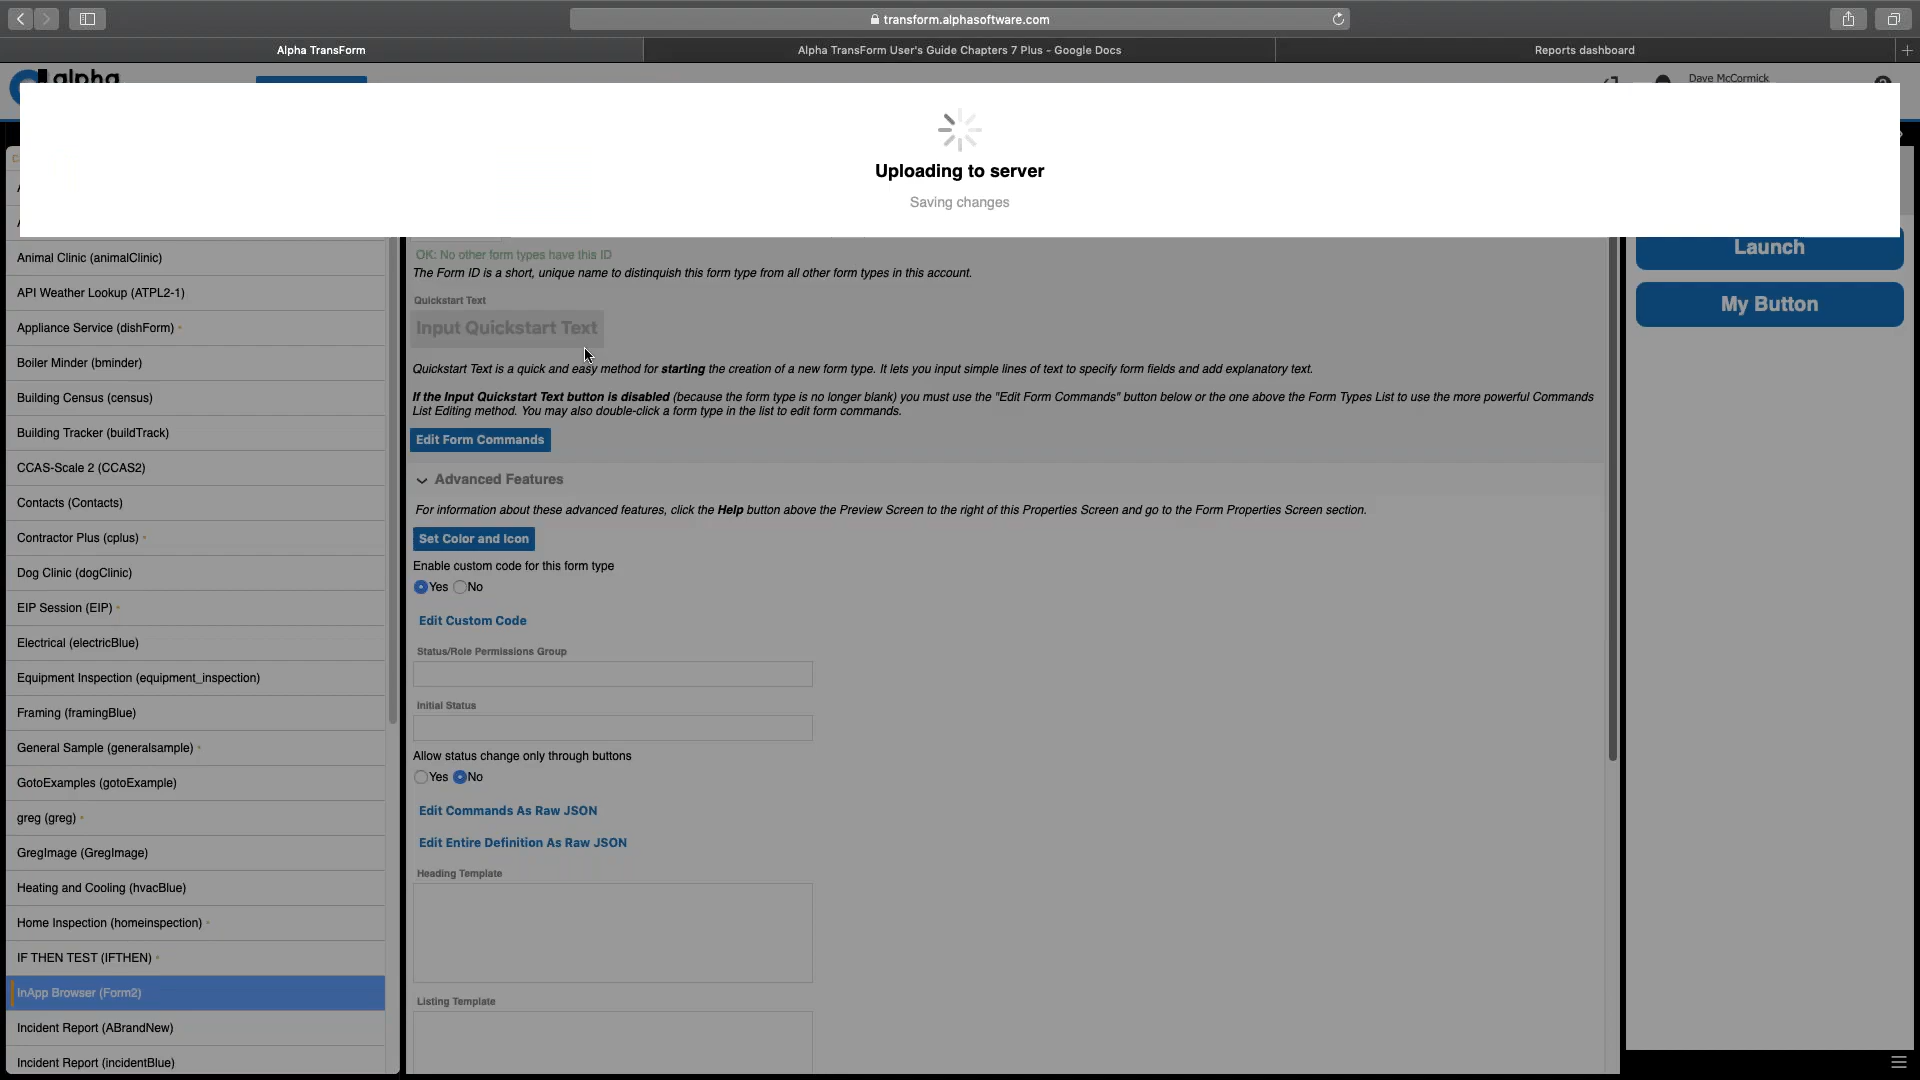 transform.alphasoftware.com
Alpha TransForm
Alpha TransForm User's Guide Chapters 7 Plus - Google Docs
Reports dashboard
alpha
Dave McCormick
Uploading to server
Saving changes
Animal Clinic (animalClinic)
API Weather Lookup (ATPL2-1)
Appliance Service (dishForm) *
Boiler Minder (bminder)
Building Census (census)
Building Tracker (buildTrack)
CCAS-Scale 2 (CCAS2)
Contacts (Contacts)
Contractor Plus (cplus) *
Dog Clinic (dogClinic)
EIP Session (EIP) *
Electrical (electricBlue)
Equipment Inspection (equipment_inspection)
Framing (framingBlue)
General Sample (generalsample) *
GotoExamples (gotoExample)
greg (greg) *
GregImage (GregImage)
Heating and Cooling (hvacBlue)
Home Inspection (homeinspection) *
IF THEN TEST (IFTHEN) *
InApp Browser (Form2)
Incident Report (ABrandNew)
Incident Report (incidentBlue)
OK: No other form types have this ID
The Form ID is a short, unique name to distinquish this form type from all other form types in this account.
Quickstart Text
Input Quickstart Text
Quickstart Text is a quick and easy method for starting the creation of a new form type. It lets you input simple lines of text to specify form fields and add explanatory text.
If the Input Quickstart Text button is disabled (because the form type is no longer blank) you must use the "Edit Form Commands" button below or the one above the Form Types List to use the more powerful Commands
List Editing method. You may also double-click a form type in the list to edit form commands.
Edit Form Commands
Advanced Features
For information about these advanced features, click the Help button above the Preview Screen to the right of this Properties Screen and go to the Form Properties Screen section.
Set Color and Icon
Enable custom code for this form type
Yes No
Edit Custom Code
Status/Role Permissions Group
Initial Status
Allow status change only through buttons
Yes No
Edit Commands As Raw JSON
Edit Entire Definition As Raw JSON
Heading Template
Listing Template
Launch
My Button